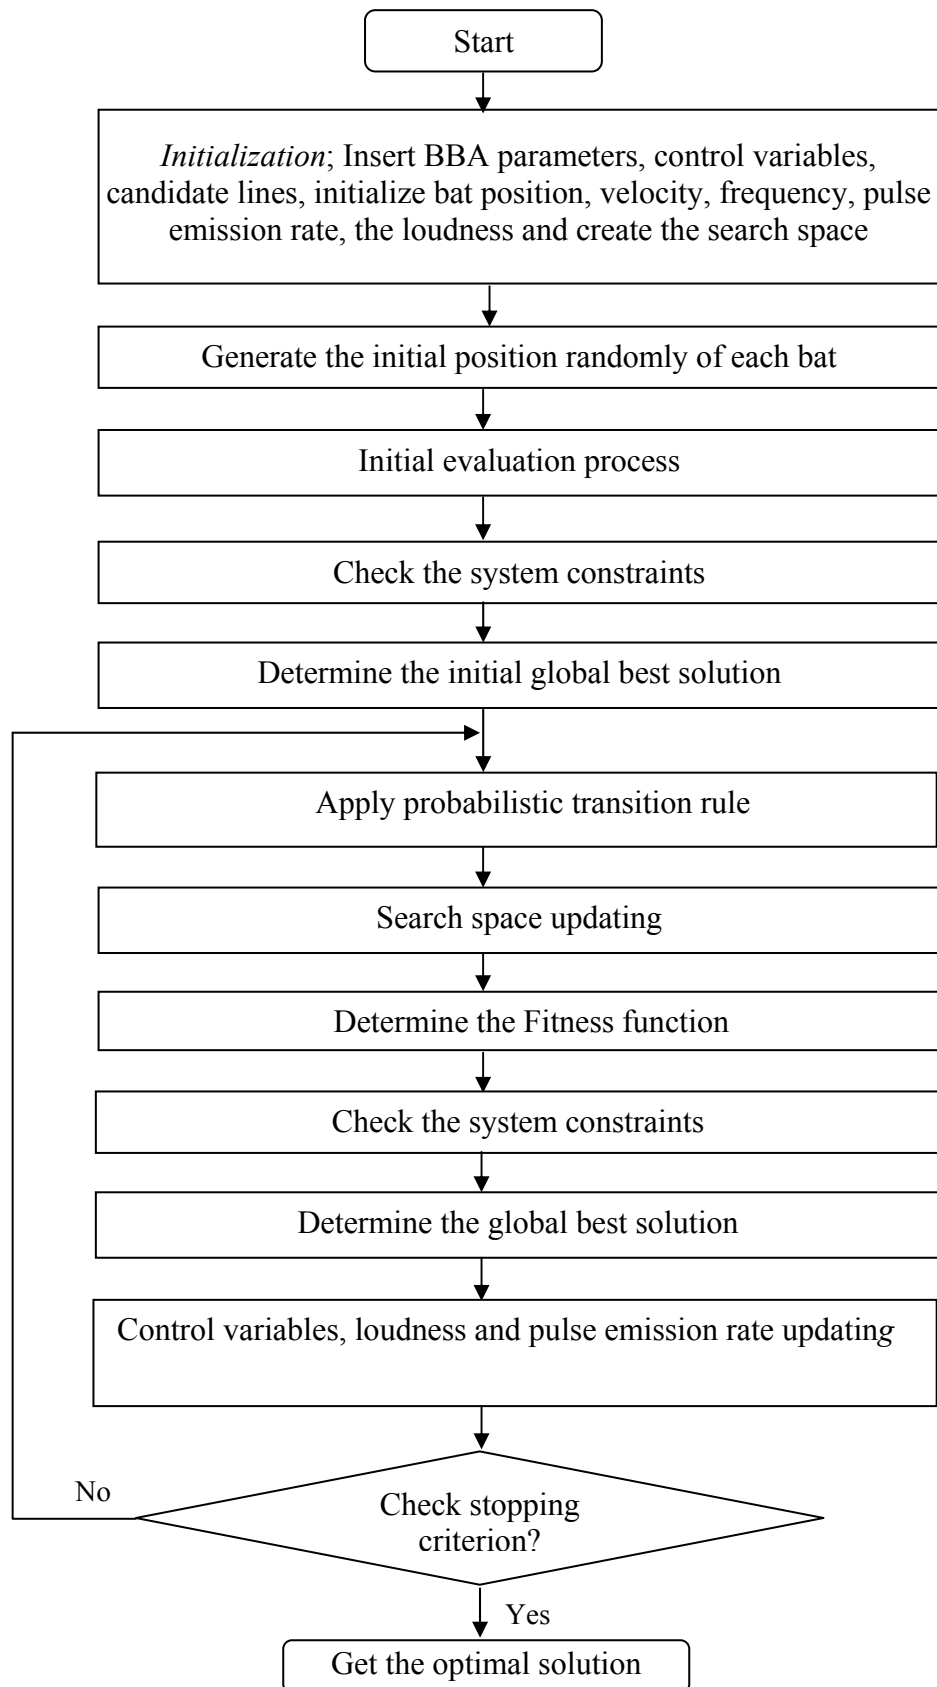 Start
Initialization; Insert BBA parameters, control variables,
candidate lines, initialize bat position, velocity, frequency, pulse
emission rate, the loudness and create the search space
Generate the initial position randomly of each bat
Initial evaluation process
Check the system constraints
Determine the initial global best solution
Apply probabilistic transition rule
Search space updating
Determine the Fitness function
Check the system constraints
Determine the global best solution
Control variables, loudness and pulse emission rate updating
No
Check stopping
criterion?
Yes
Get the optimal solution